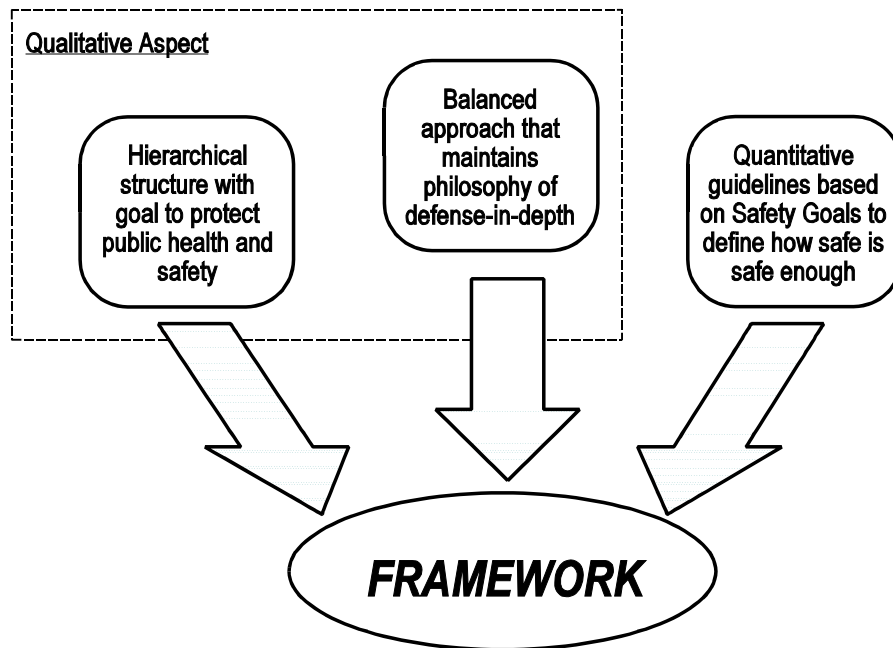 Qualitative Aspect
Hierarchical
structure with
goal to protect
public health and
safety
Balanced
approach that
maintains
philosophy of
defense-in-depth
Quantitative
guidelines based
on Safety Goals to
define how safe is
safe enough
FRAMEWORK